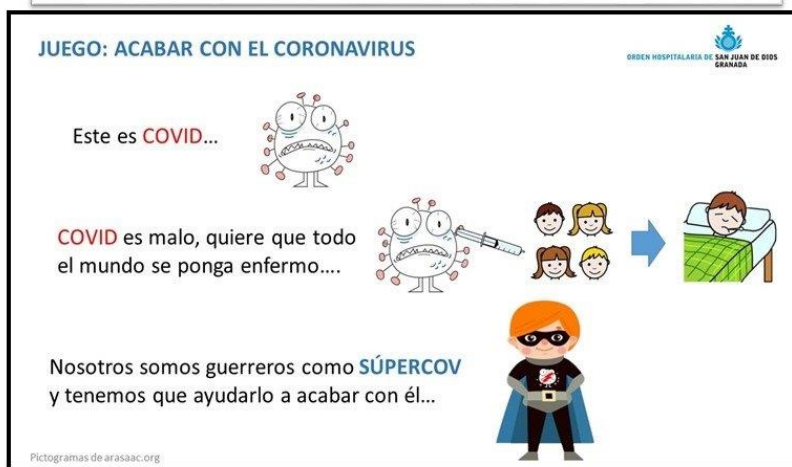 JUEGO: ACABAR CON EL CORONAVIRUS
ORDEN HOSPITALARIA DE SAN JUAN DE DIOS
GRANADA
Este es COVID...
COVID es malo, quiere que todo
el mundo se ponga enfermo....
Nosotros somos guerreros como SÚPERCOV
y tenemos que ayudarlo a acabar con él...
Pictogramas de arasaac.org